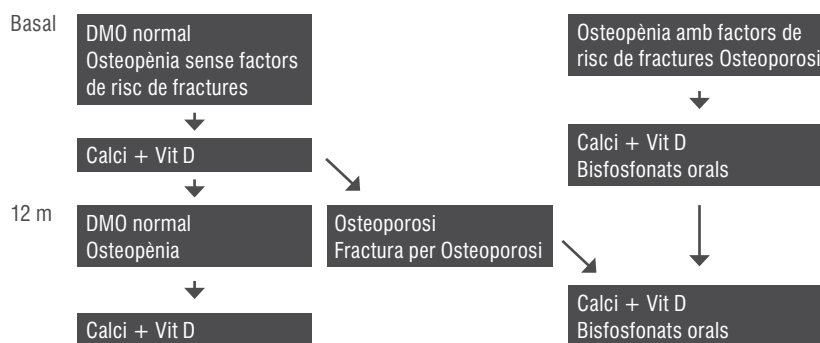 Basal
DMO normal
Osteopènia sense factors
de risc de fractures
Osteopènia amb factors de
risc de fractures Osteoporosi
Calci + Vit D
Calci + Vit D
Bisfosfonats orals
12 m
DMO normal
Osteopènia
Osteoporosi
Fractura per Osteoporosi
Calci + Vit D
Calci + Vit D
Bisfosfonats orals